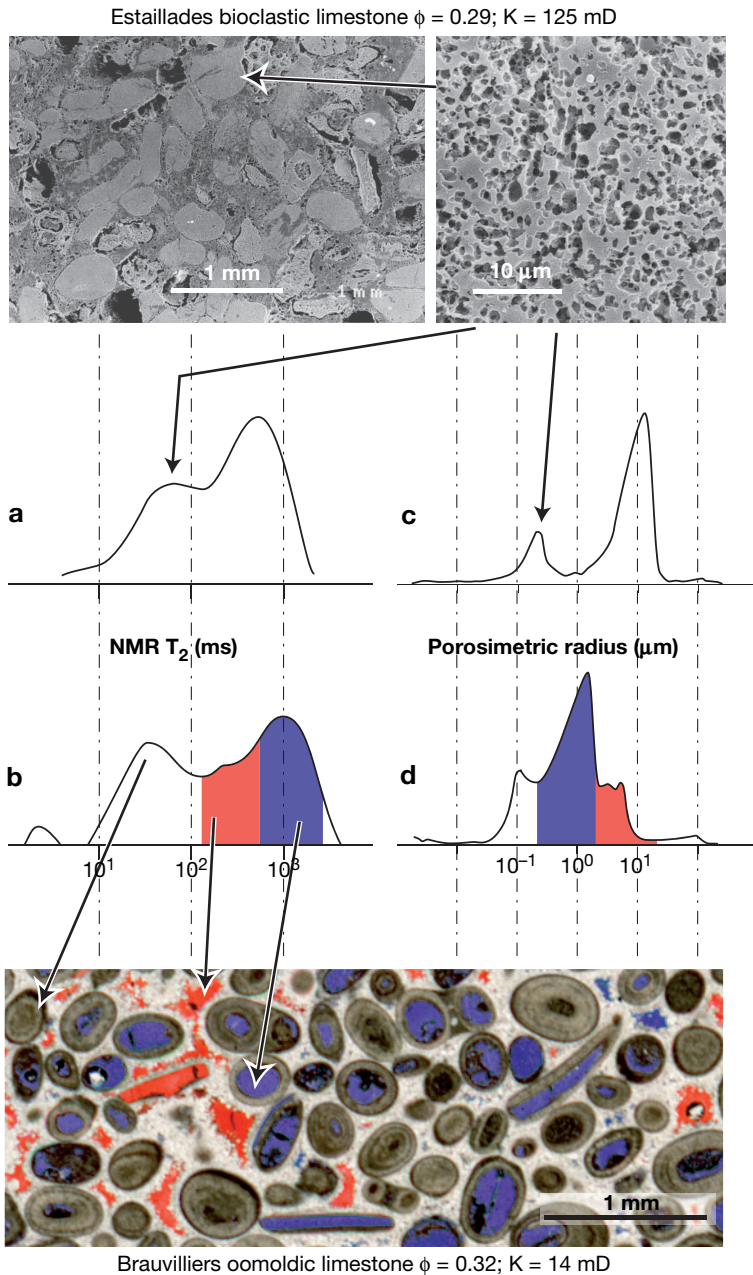 Estaillades bioclastic limestone ϕ = 0.29; K = 125 mD
1 mm
1 mm
10 μm
a
c
NMR T₂ (ms)
Porosimetric radius (μm)
b
d
10¹
10²
10³
10⁻¹
10⁰
10¹
1 mm
Brauvilliers oomoldic limestone ϕ = 0.32; K = 14 mD